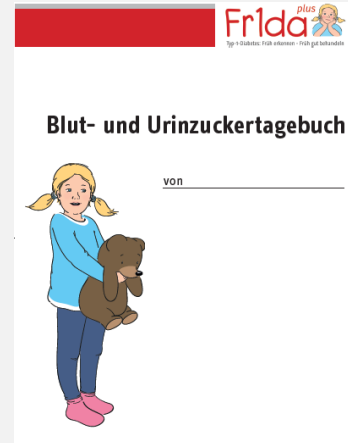 plus
Fr1da
Typ-1-Diabetes: Früh erkennen - Früh gut behandeln
Blut- und Urinzuckertagebuch
von